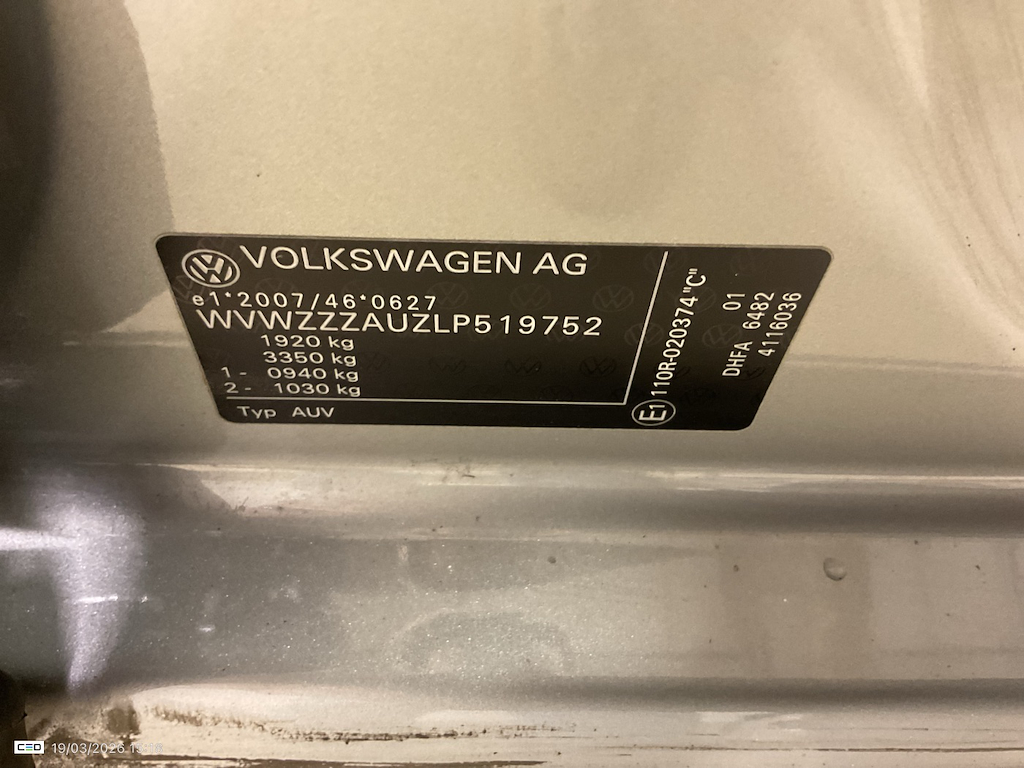 VOLKSWAGEN AG
e1*2007/46*0627
WVWZZZAUZLP519752
1920 kg
3350 kg
1 - 0940 kg
2 - 1030 kg
Typ AUV
E1 110R-020374 "C"
01
DHFA 6482
4116036
CEO 19/03/2026